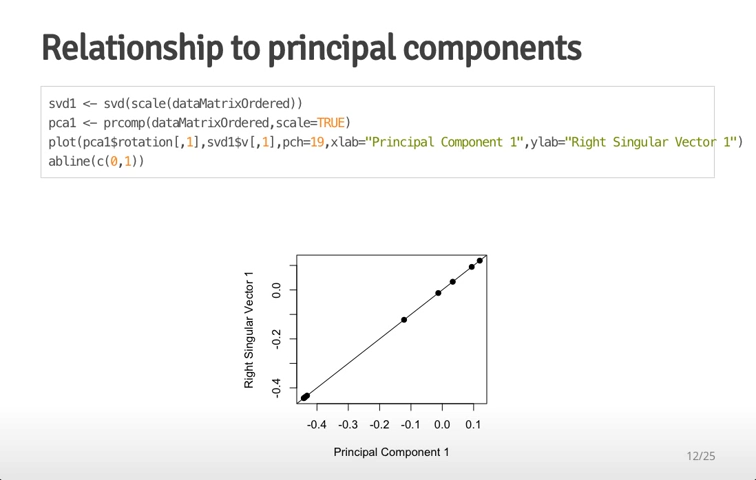 Relationship to principal components
svd1 <- svd(scale(dataMatrixOrdered))
pca1 <- prcomp(dataMatrixOrdered,scale=TRUE)
plot(pca1$rotation[,1],svd1$v[,1],pch=19,xlab="Principal Component 1",ylab="Right Singular Vector 1")
abline(c(0,1))
Right Singular Vector 1
0.0
-0.2
-0.4
-0.4 -0.3 -0.2 -0.1 0.0 0.1
Principal Component 1
12/25